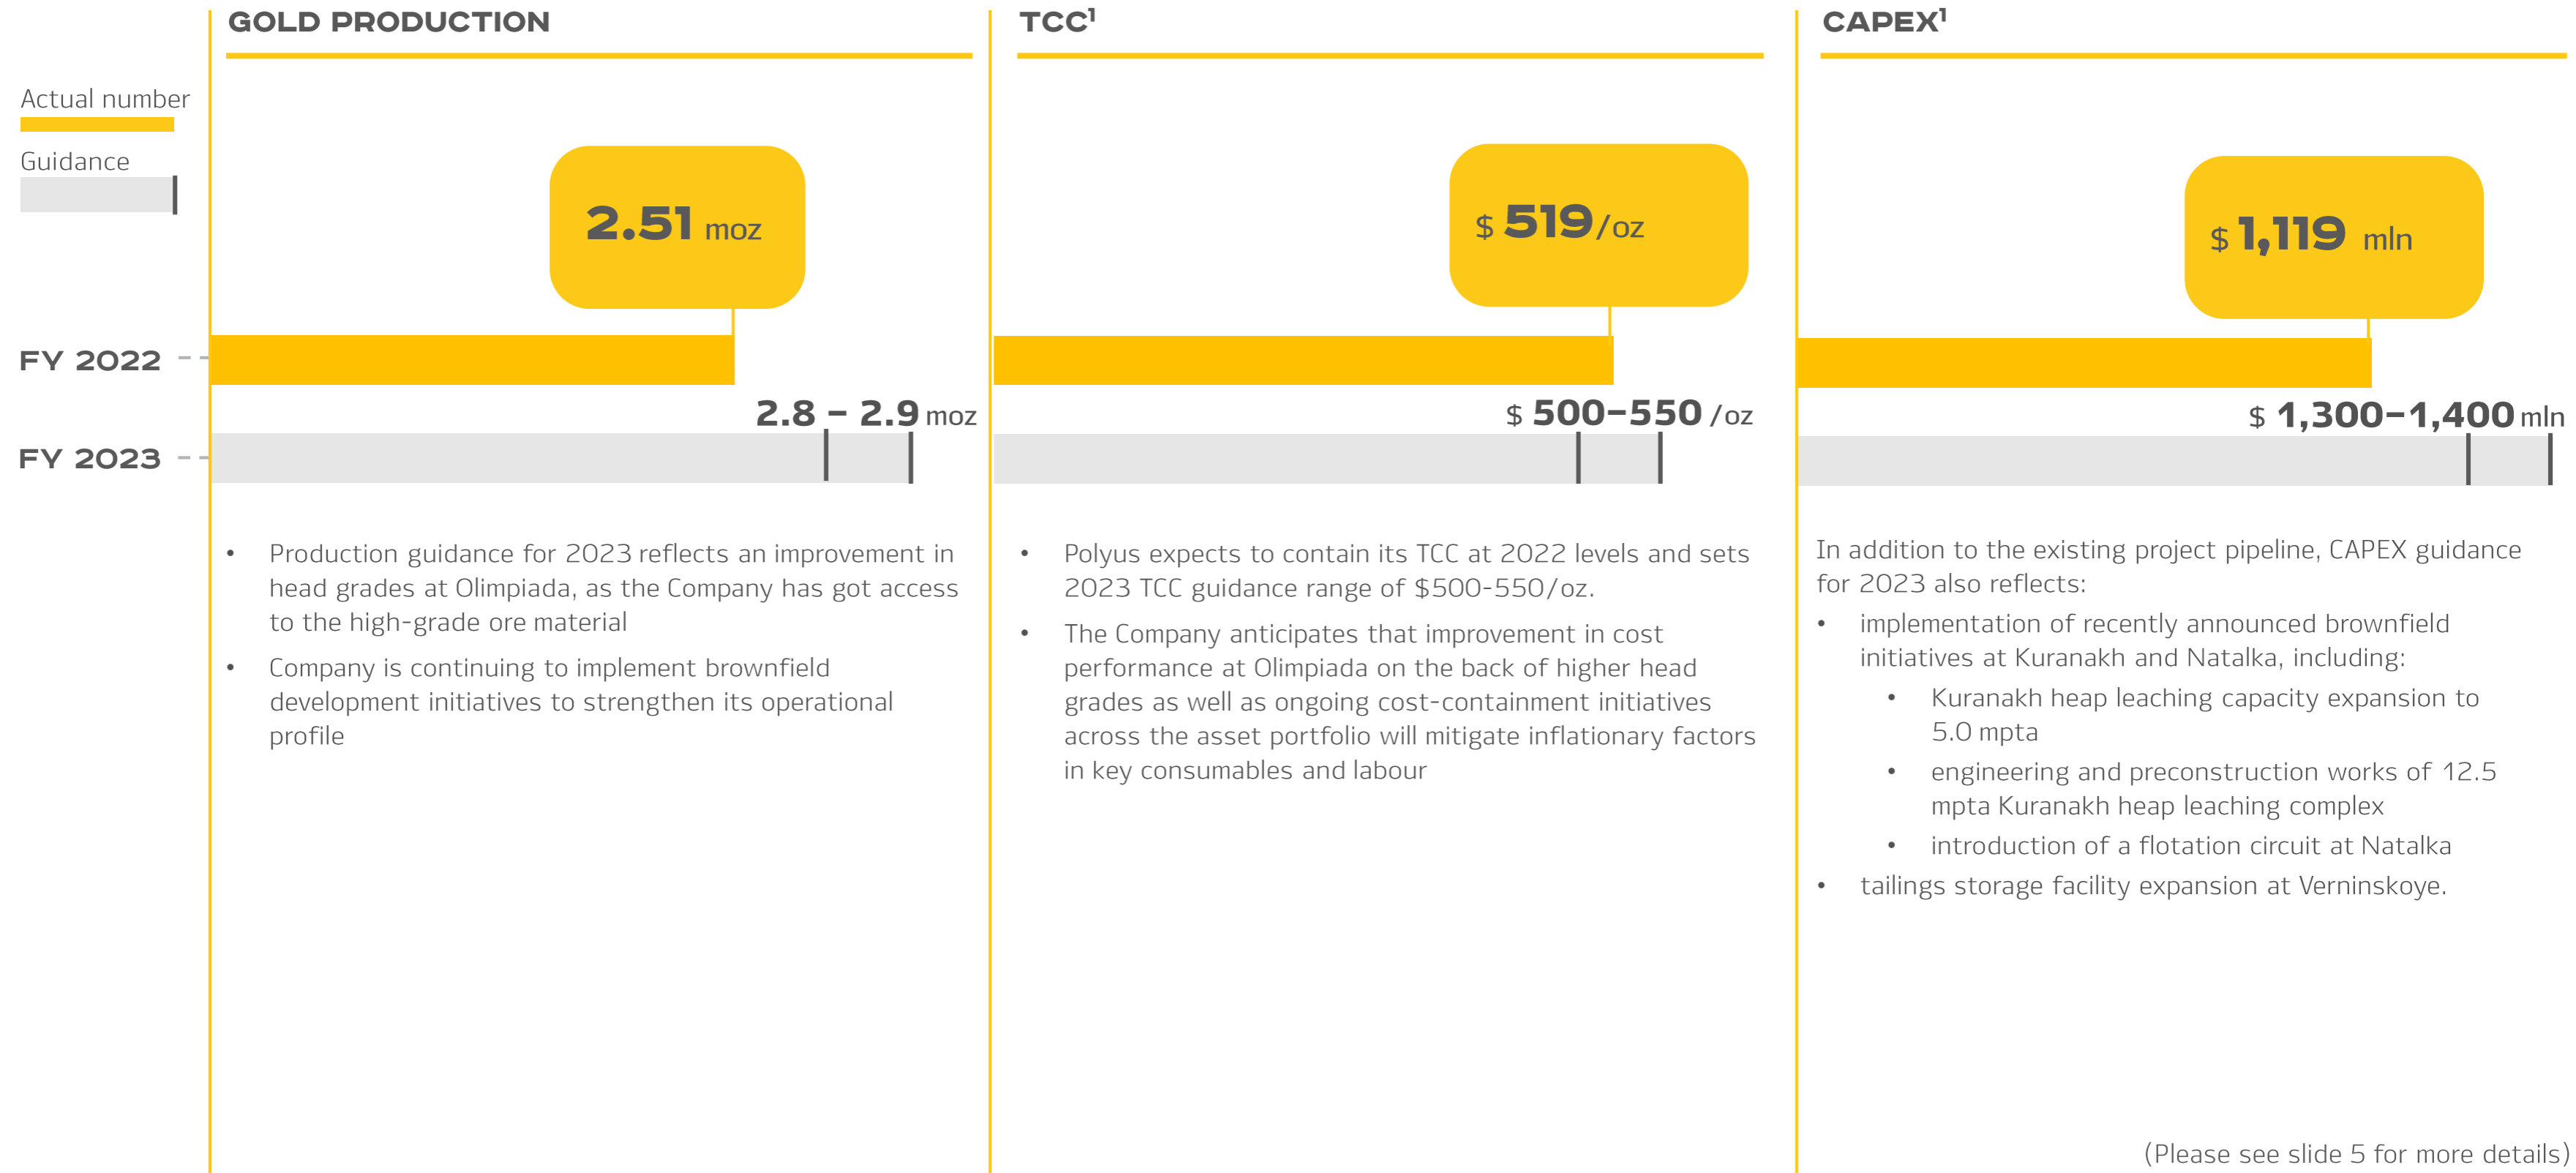 GOLD PRODUCTION
TCC¹
CAPEX¹
Actual number
Guidance
2.51 moz
$ 519/oz
$ 1,119 mln
FY 2022
2.8 – 2.9 moz
$ 500–550 /oz
$ 1,300–1,400 mln
FY 2023
• Production guidance for 2023 reflects an improvement in
head grades at Olimpiada, as the Company has got access
to the high-grade ore material
• Company is continuing to implement brownfield
development initiatives to strengthen its operational
profile
• Polyus expects to contain its TCC at 2022 levels and sets
2023 TCC guidance range of $500-550/oz.
• The Company anticipates that improvement in cost
performance at Olimpiada on the back of higher head
grades as well as ongoing cost-containment initiatives
across the asset portfolio will mitigate inflationary factors
in key consumables and labour
In addition to the existing project pipeline, CAPEX guidance
for 2023 also reflects:
• implementation of recently announced brownfield
initiatives at Kuranakh and Natalka, including:
• Kuranakh heap leaching capacity expansion to
5.0 mpta
• engineering and preconstruction works of 12.5
mpta Kuranakh heap leaching complex
• introduction of a flotation circuit at Natalka
• tailings storage facility expansion at Verninskoye.
(Please see slide 5 for more details)